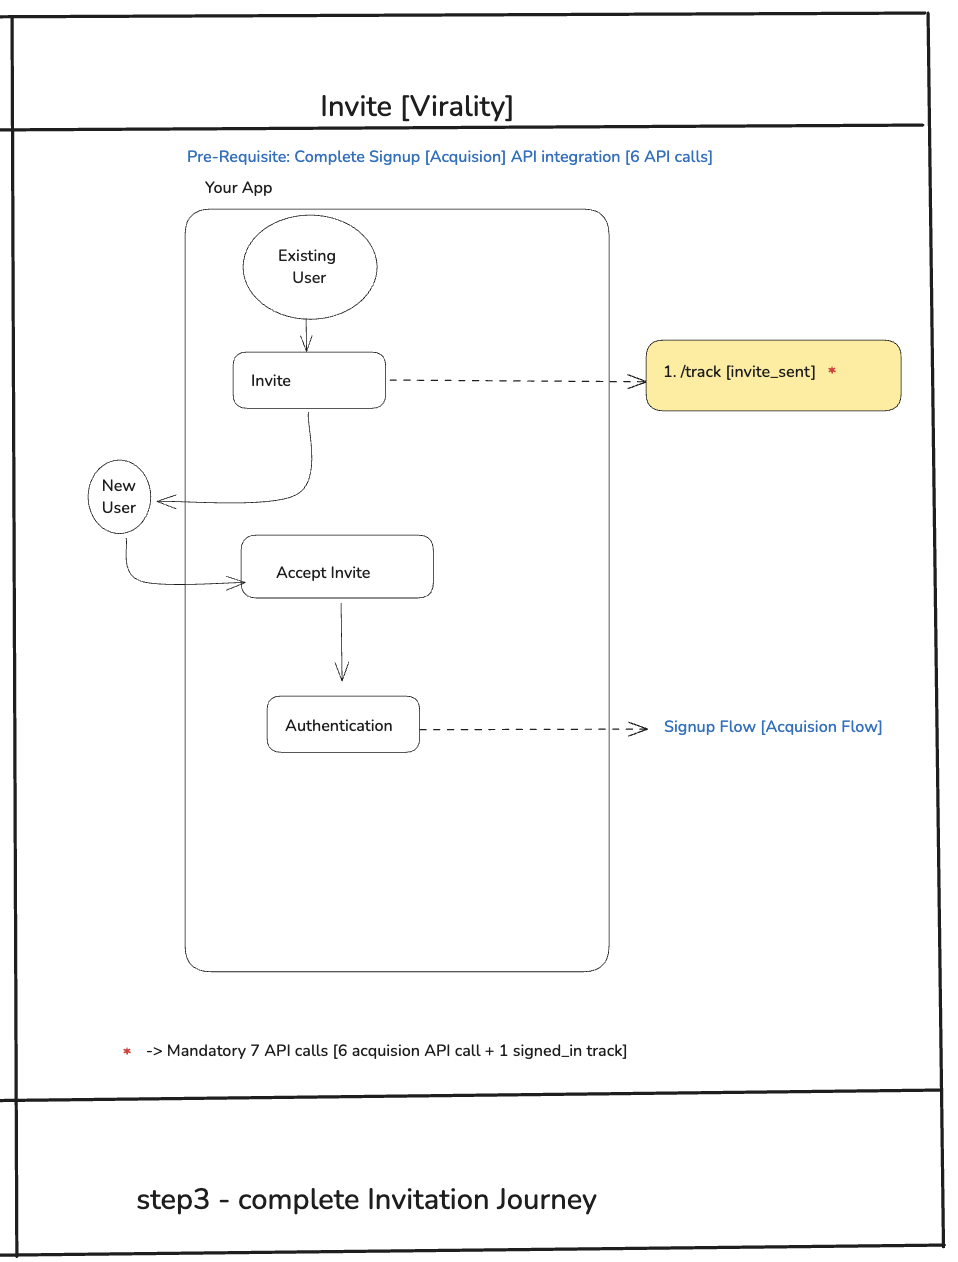 Invite [Virality]
Pre-Requisite: Complete Signup [Acquision] API integration [6 API calls]
Your App
Existing
User
Invite
1. /track [invite_sent] *
New
User
Accept Invite
Authentication
Signup Flow [Acquision Flow]
* -> Mandatory 7 API calls [6 acquision API call + 1 signed_in track]
step3 - complete Invitation Journey